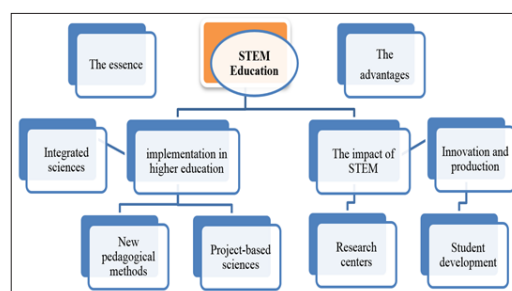 The essence
STEM
Education
The
advantages
Integrated
sciences
implementation in
higher education
The impact of
STEM
Innovation and
production
New
pedagogical
methods
Project-based
sciences
Research
centers
Student
development